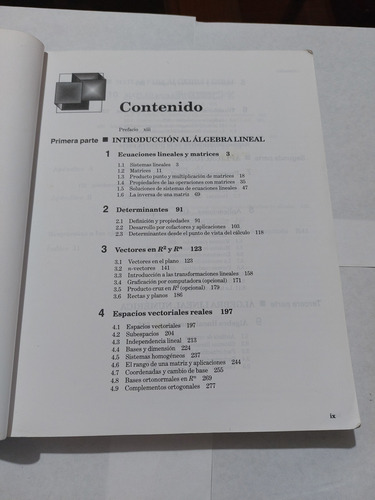 Contenido
Prefacio xiii
Primera parte ■ INTRODUCCIÓN AL ÁLGEBRA LINEAL
1 Ecuaciones lineales y matrices 3
1.1 Sistemas lineales 3
1.2 Matrices 11
1.3 Producto punto y multiplicación de matrices 18
1.4 Propiedades de las operaciones con matrices 35
1.5 Soluciones de sistemas de ecuaciones lineales 47
1.6 La inversa de una matriz 69
2 Determinantes 91
2.1 Definición y propiedades 91
2.2 Desarrollo por cofactores y aplicaciones 103
2.3 Determinantes desde el punto de vista del cálculo 118
3 Vectores en R² y Rⁿ 123
3.1 Vectores en el plano 123
3.2 n-vectores 141
3.3 Introducción a las transformaciones lineales 158
3.4 Graficación por computadora (opcional) 171
3.5 Producto cruz en R³ (opcional) 179
3.6 Rectas y planos 186
4 Espacios vectoriales reales 197
4.1 Espacios vectoriales 197
4.2 Subespacios 204
4.3 Independencia lineal 213
4.4 Bases y dimensión 224
4.5 Sistemas homogéneos 237
4.6 El rango de una matriz y aplicaciones 244
4.7 Coordenadas y cambio de base 255
4.8 Bases ortonormales en Rⁿ 269
4.9 Complementos ortogonales 277
ix